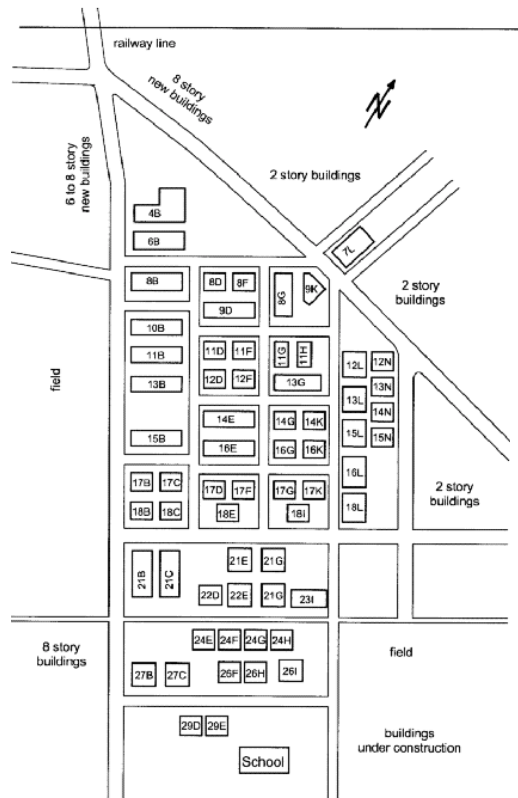 railway line
8 story
new buildings
N
6 to 8 story
new buildings
2 story buildings
4B
6B
7L
2 story
buildings
8B
8D
8F
8G
9K
9D
10B
11B
11D
11F
11G
11H
12L
12N
field
13B
12D
12F
13G
13L
13N
14E
14G
14K
14N
15B
16E
16G
16K
15L
15N
17B
17C
17D
17F
17G
17K
16L
2 story
buildings
18B
18C
18E
18I
18L
21B
21C
21E
21G
22D
22E
21G
23I
8 story
buildings
24E
24F
24G
24H
field
27B
27C
26F
26H
26I
29D
29E
buildings
under construction
School